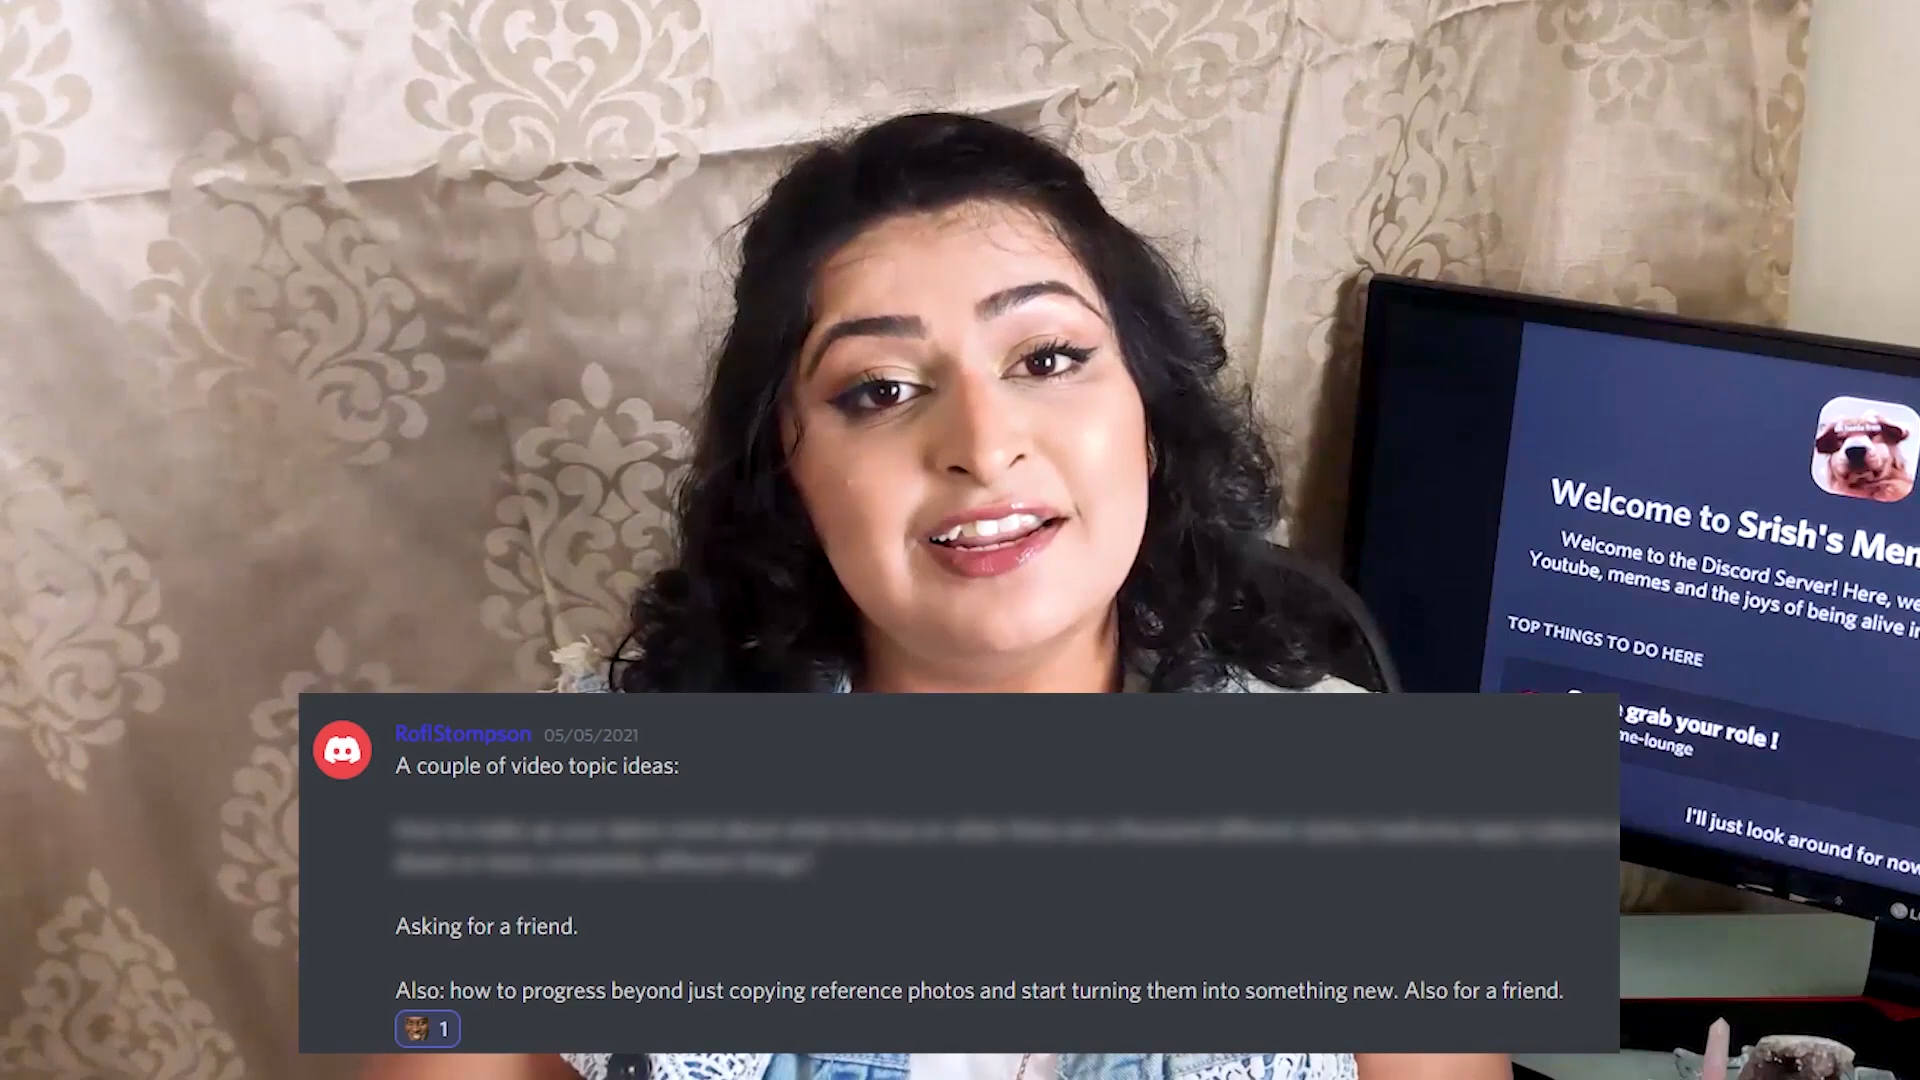 Welcome to Srish's
Welcome to the Discord Server! Here, we
Youtube, memes and the joys of being alive
TOP THINGS TO DO HERE
grab your role !
-lounge
I'll just look around for now
RoflStompson 05/05/2021
A couple of video topic ideas:
Asking for a friend.
Also: how to progress beyond just copying reference photos and start turning them into something new. Also for a friend.
1